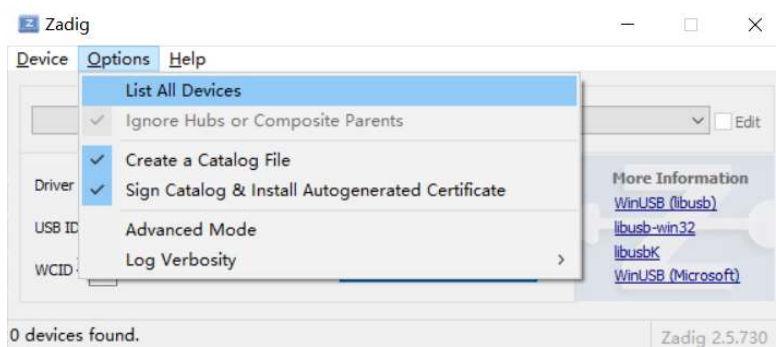 Zadig
Device Options Help
List All Devices
Ignore Hubs or Composite Parents
Edit
Create a Catalog File
Sign Catalog & Install Autogenerated Certificate
Advanced Mode
Log Verbosity
Driver
USB ID
WCID
More Information
WinUSB (libusb)
libusb-win32
libusbK
WinUSB (Microsoft)
0 devices found.
Zadig 2.5.730